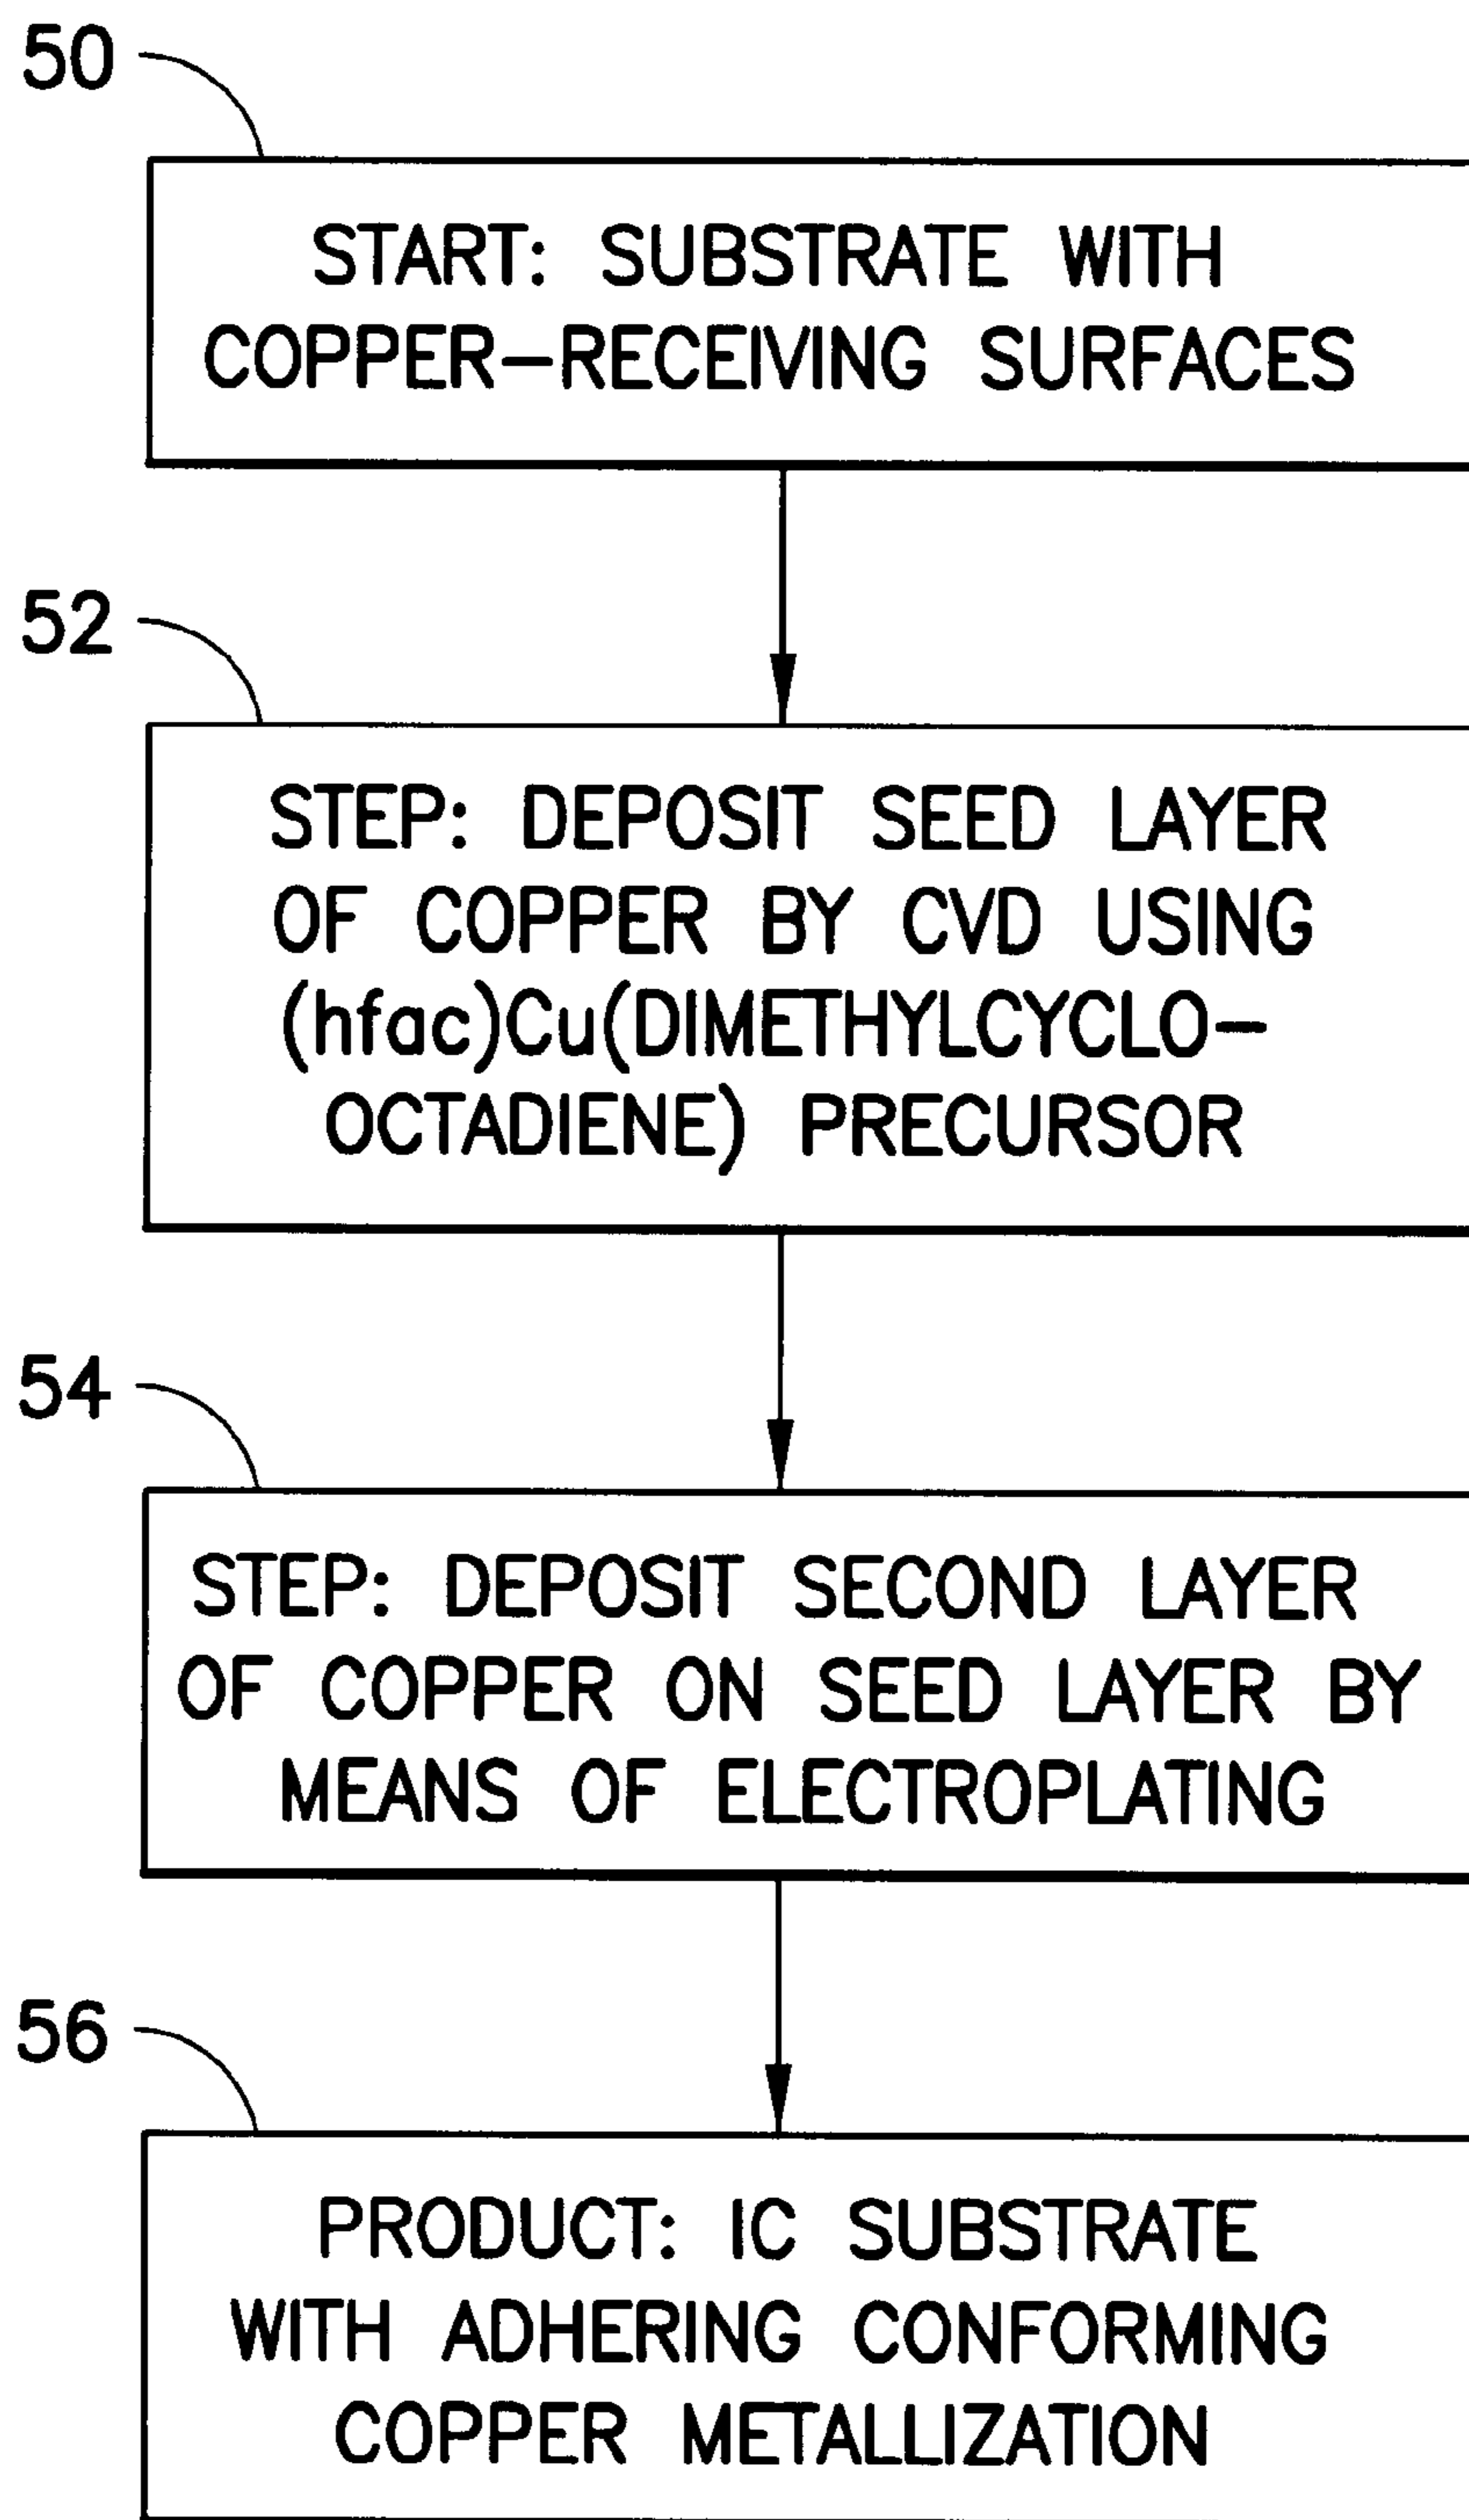 50
START: SUBSTRATE WITH
COPPER—RECEIVING SURFACES
52
STEP: DEPOSIT SEED LAYER
OF COPPER BY CVD USING
(hfac)Cu(DIMETHYLCYCLO—
OCTADIENE) PRECURSOR
54
STEP: DEPOSIT SECOND LAYER
OF COPPER ON SEED LAYER BY
MEANS OF ELECTROPLATING
56
PRODUCT: IC SUBSTRATE
WITH ADHERING CONFORMING
COPPER METALLIZATION